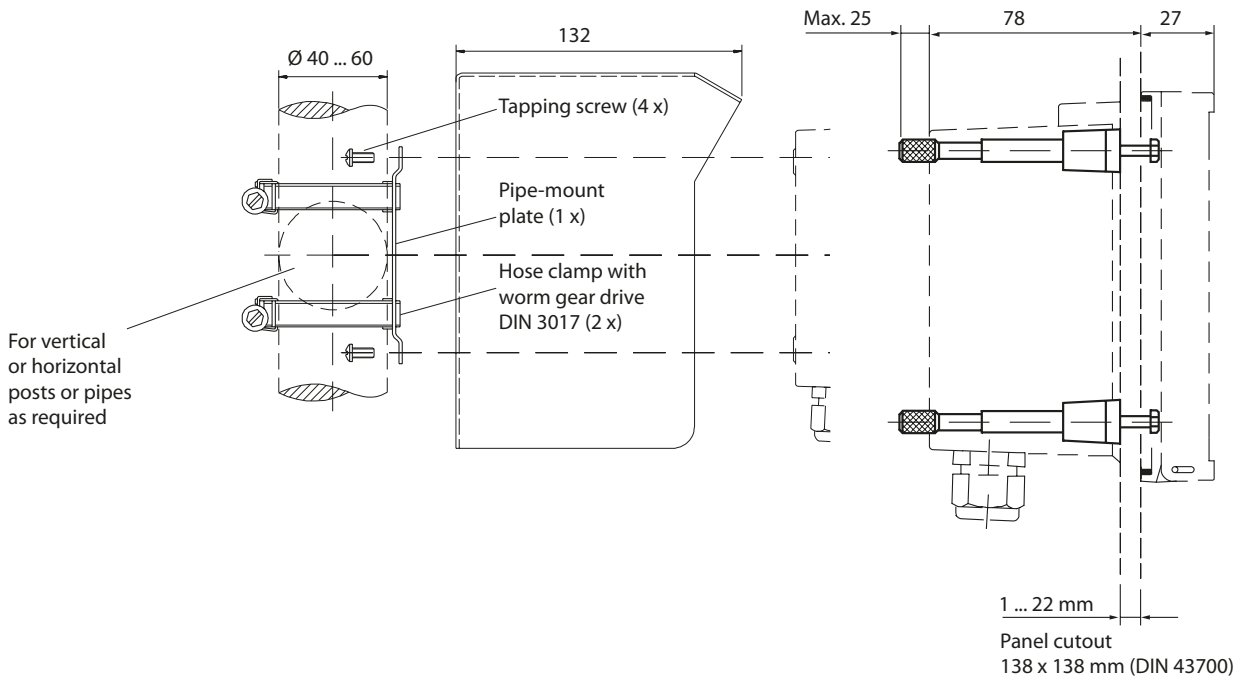 Max. 25
78
27
132
Ø 40 ... 60
Tapping screw (4 x)
Pipe-mount
plate (1 x)
Hose clamp with
worm gear drive
DIN 3017 (2 x)
For vertical
or horizontal
posts or pipes
as required
1 ... 22 mm
Panel cutout
138 x 138 mm (DIN 43700)